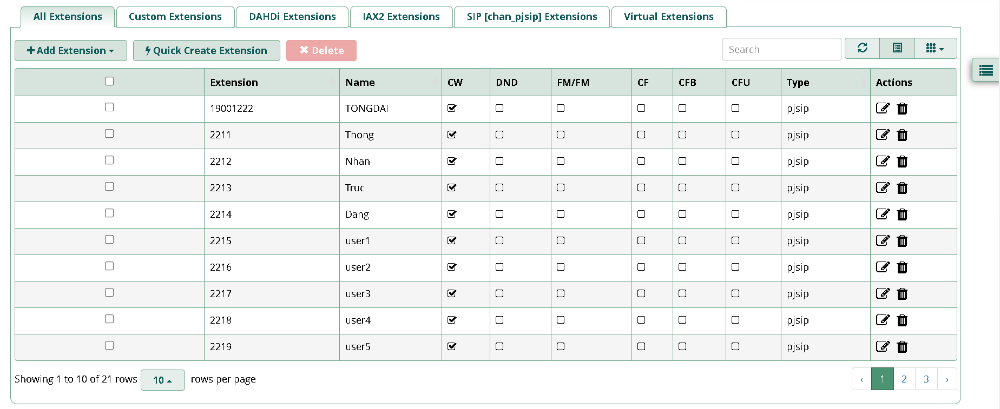 All Extensions Custom Extensions DAHDi Extensions IAX2 Extensions SIP [chan_pjsip] Extensions Virtual Extensions
Add Extension Quick Create Extension Delete Search
Extension Name CW DND FM/FM CF CFB CFU Type Actions
19001222 TONGDAI pjsip
2211 Thong pjsip
2212 Nhan pjsip
2213 Truc pjsip
2214 Dang pjsip
2215 user1 pjsip
2216 user2 pjsip
2217 user3 pjsip
2218 user4 pjsip
2219 user5 pjsip
Showing 1 to 10 of 21 rows 10 rows per page ‹ 1 2 3 ›